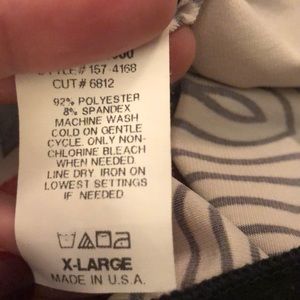 STYLE# 157-4168
CUT# 6812
92% POLYESTER
8% SPANDEX
MACHINE WASH
COLD ON GENTLE
CYCLE. ONLY NON-
CHLORINE BLEACH
WHEN NEEDED.
LINE DRY. IRON ON
LOWEST SETTINGS
IF NEEDED
X-LARGE
MADE IN U.S.A.